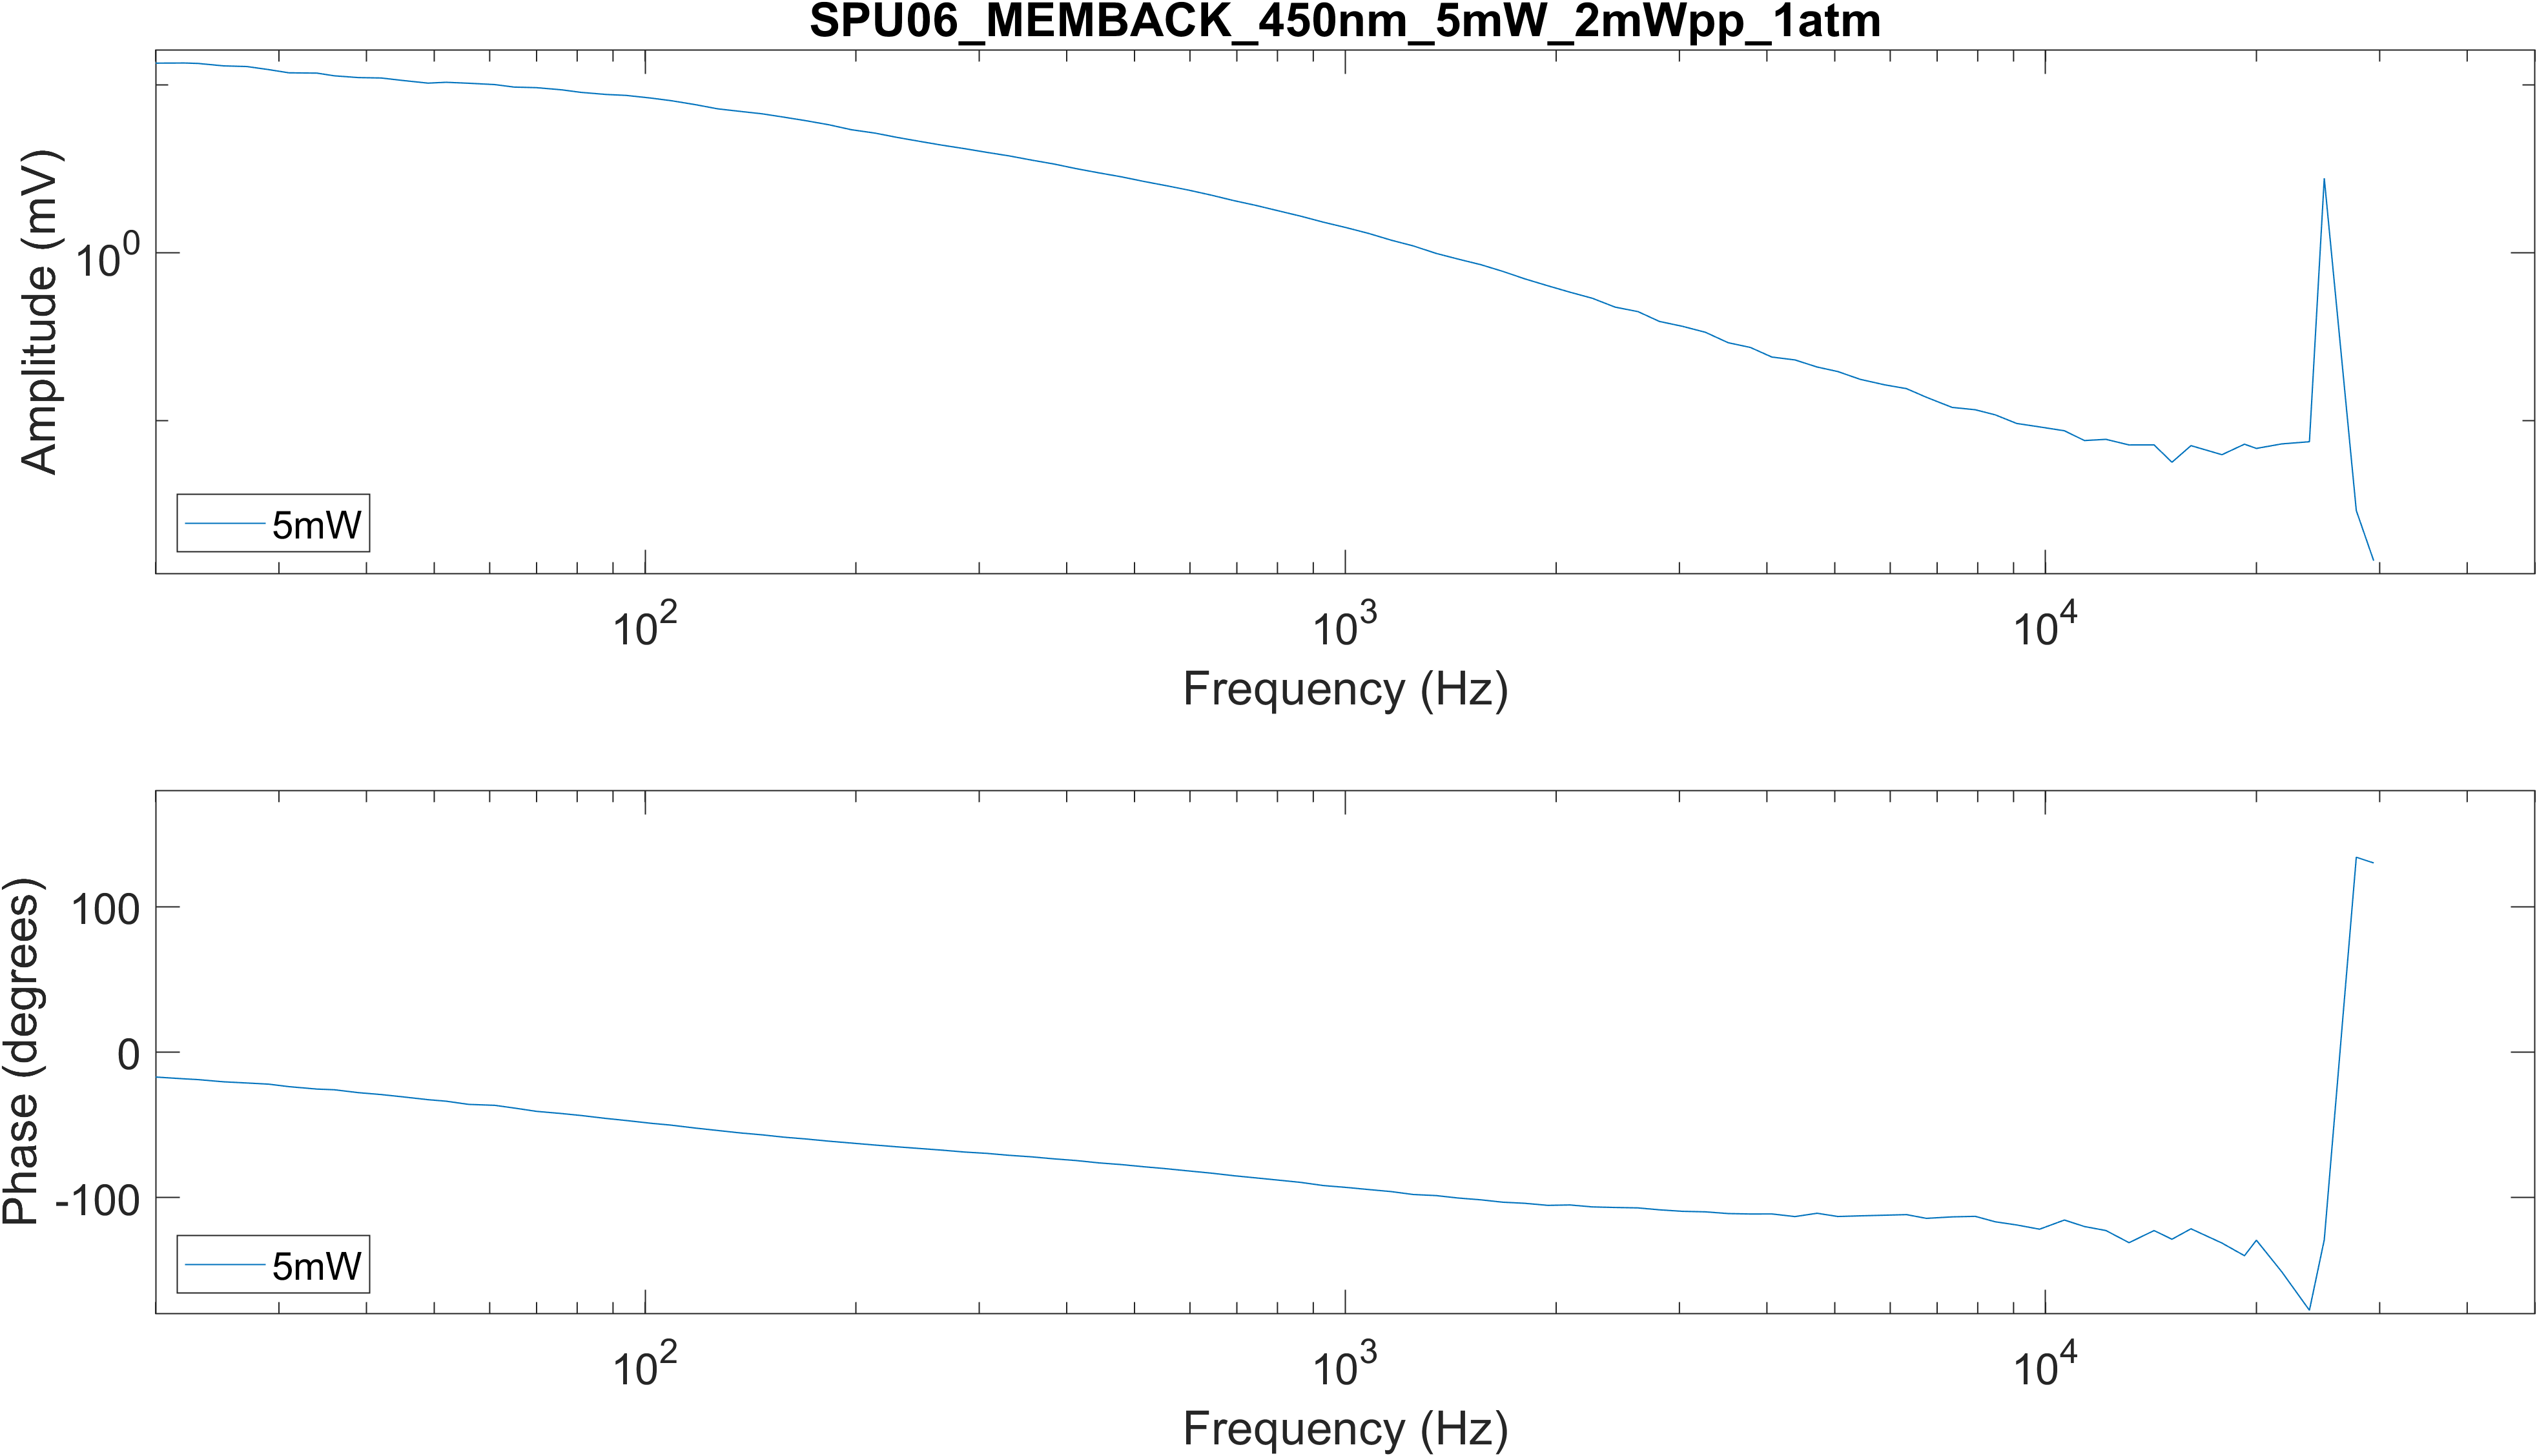 SPU06_MEMBACK_450nm_5mW_2mWpp_1atm
Amplitude (mV)
10^0
5mW
10^2 10^3 10^4
Frequency (Hz)
Phase (degrees)
100
0
-100
5mW
10^2 10^3 10^4
Frequency (Hz)